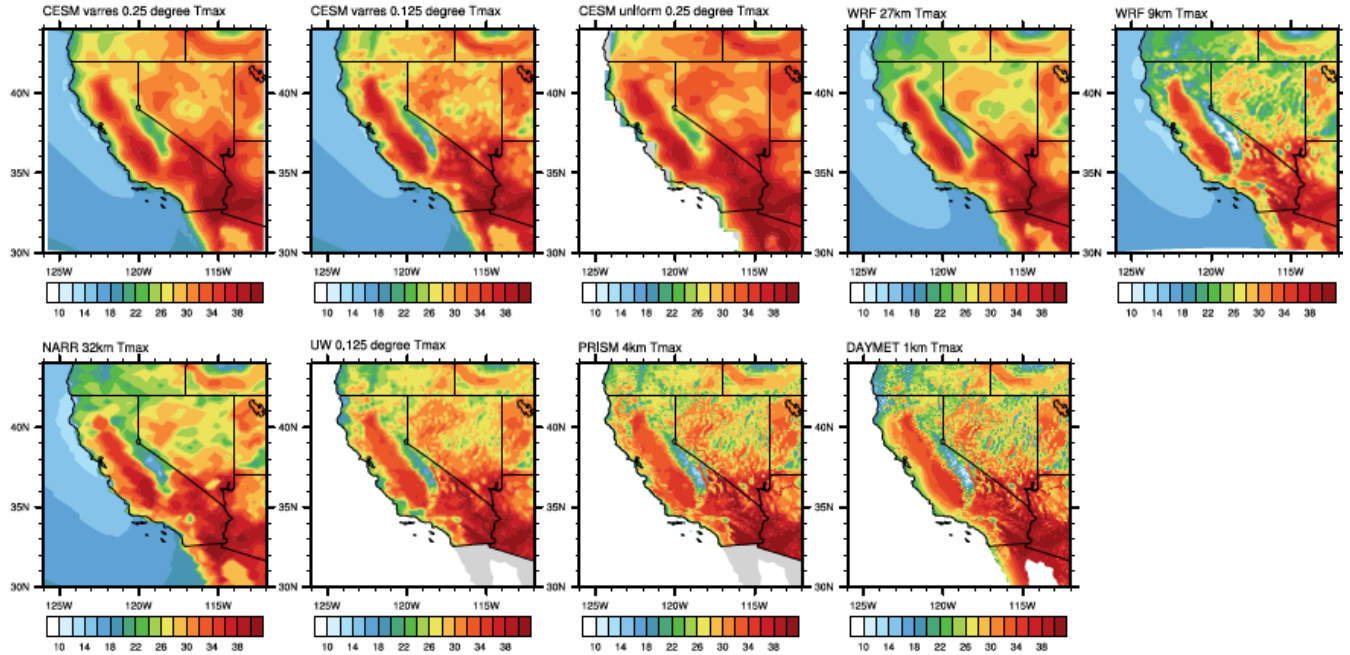 CESM varres 0.25 degree Tmax
CESM varres 0.125 degree Tmax
CESM uniform 0.25 degree Tmax
WRF 27km Tmax
WRF 9km Tmax
40N 40N 40N 40N 40N
35N 35N 35N 35N 35N
30N 30N 30N 30N 30N
125W 120W 115W 125W 120W 115W 125W 120W 115W 125W 120W 115W 125W 120W 115W
10 14 18 22 26 30 34 38
10 14 18 22 26 30 34 38
10 14 18 22 26 30 34 38
10 14 18 22 26 30 34 38
10 14 18 22 26 30 34 38
NARR 32km Tmax
UW 0.125 degree Tmax
PRISM 4km Tmax
DAYMET 1km Tmax
40N 40N 40N 40N
35N 35N 35N 35N
30N 30N 30N 30N
125W 120W 115W 125W 120W 115W 125W 120W 115W 125W 120W 115W
10 14 18 22 26 30 34 38
10 14 18 22 26 30 34 38
10 14 18 22 26 30 34 38
10 14 18 22 26 30 34 38